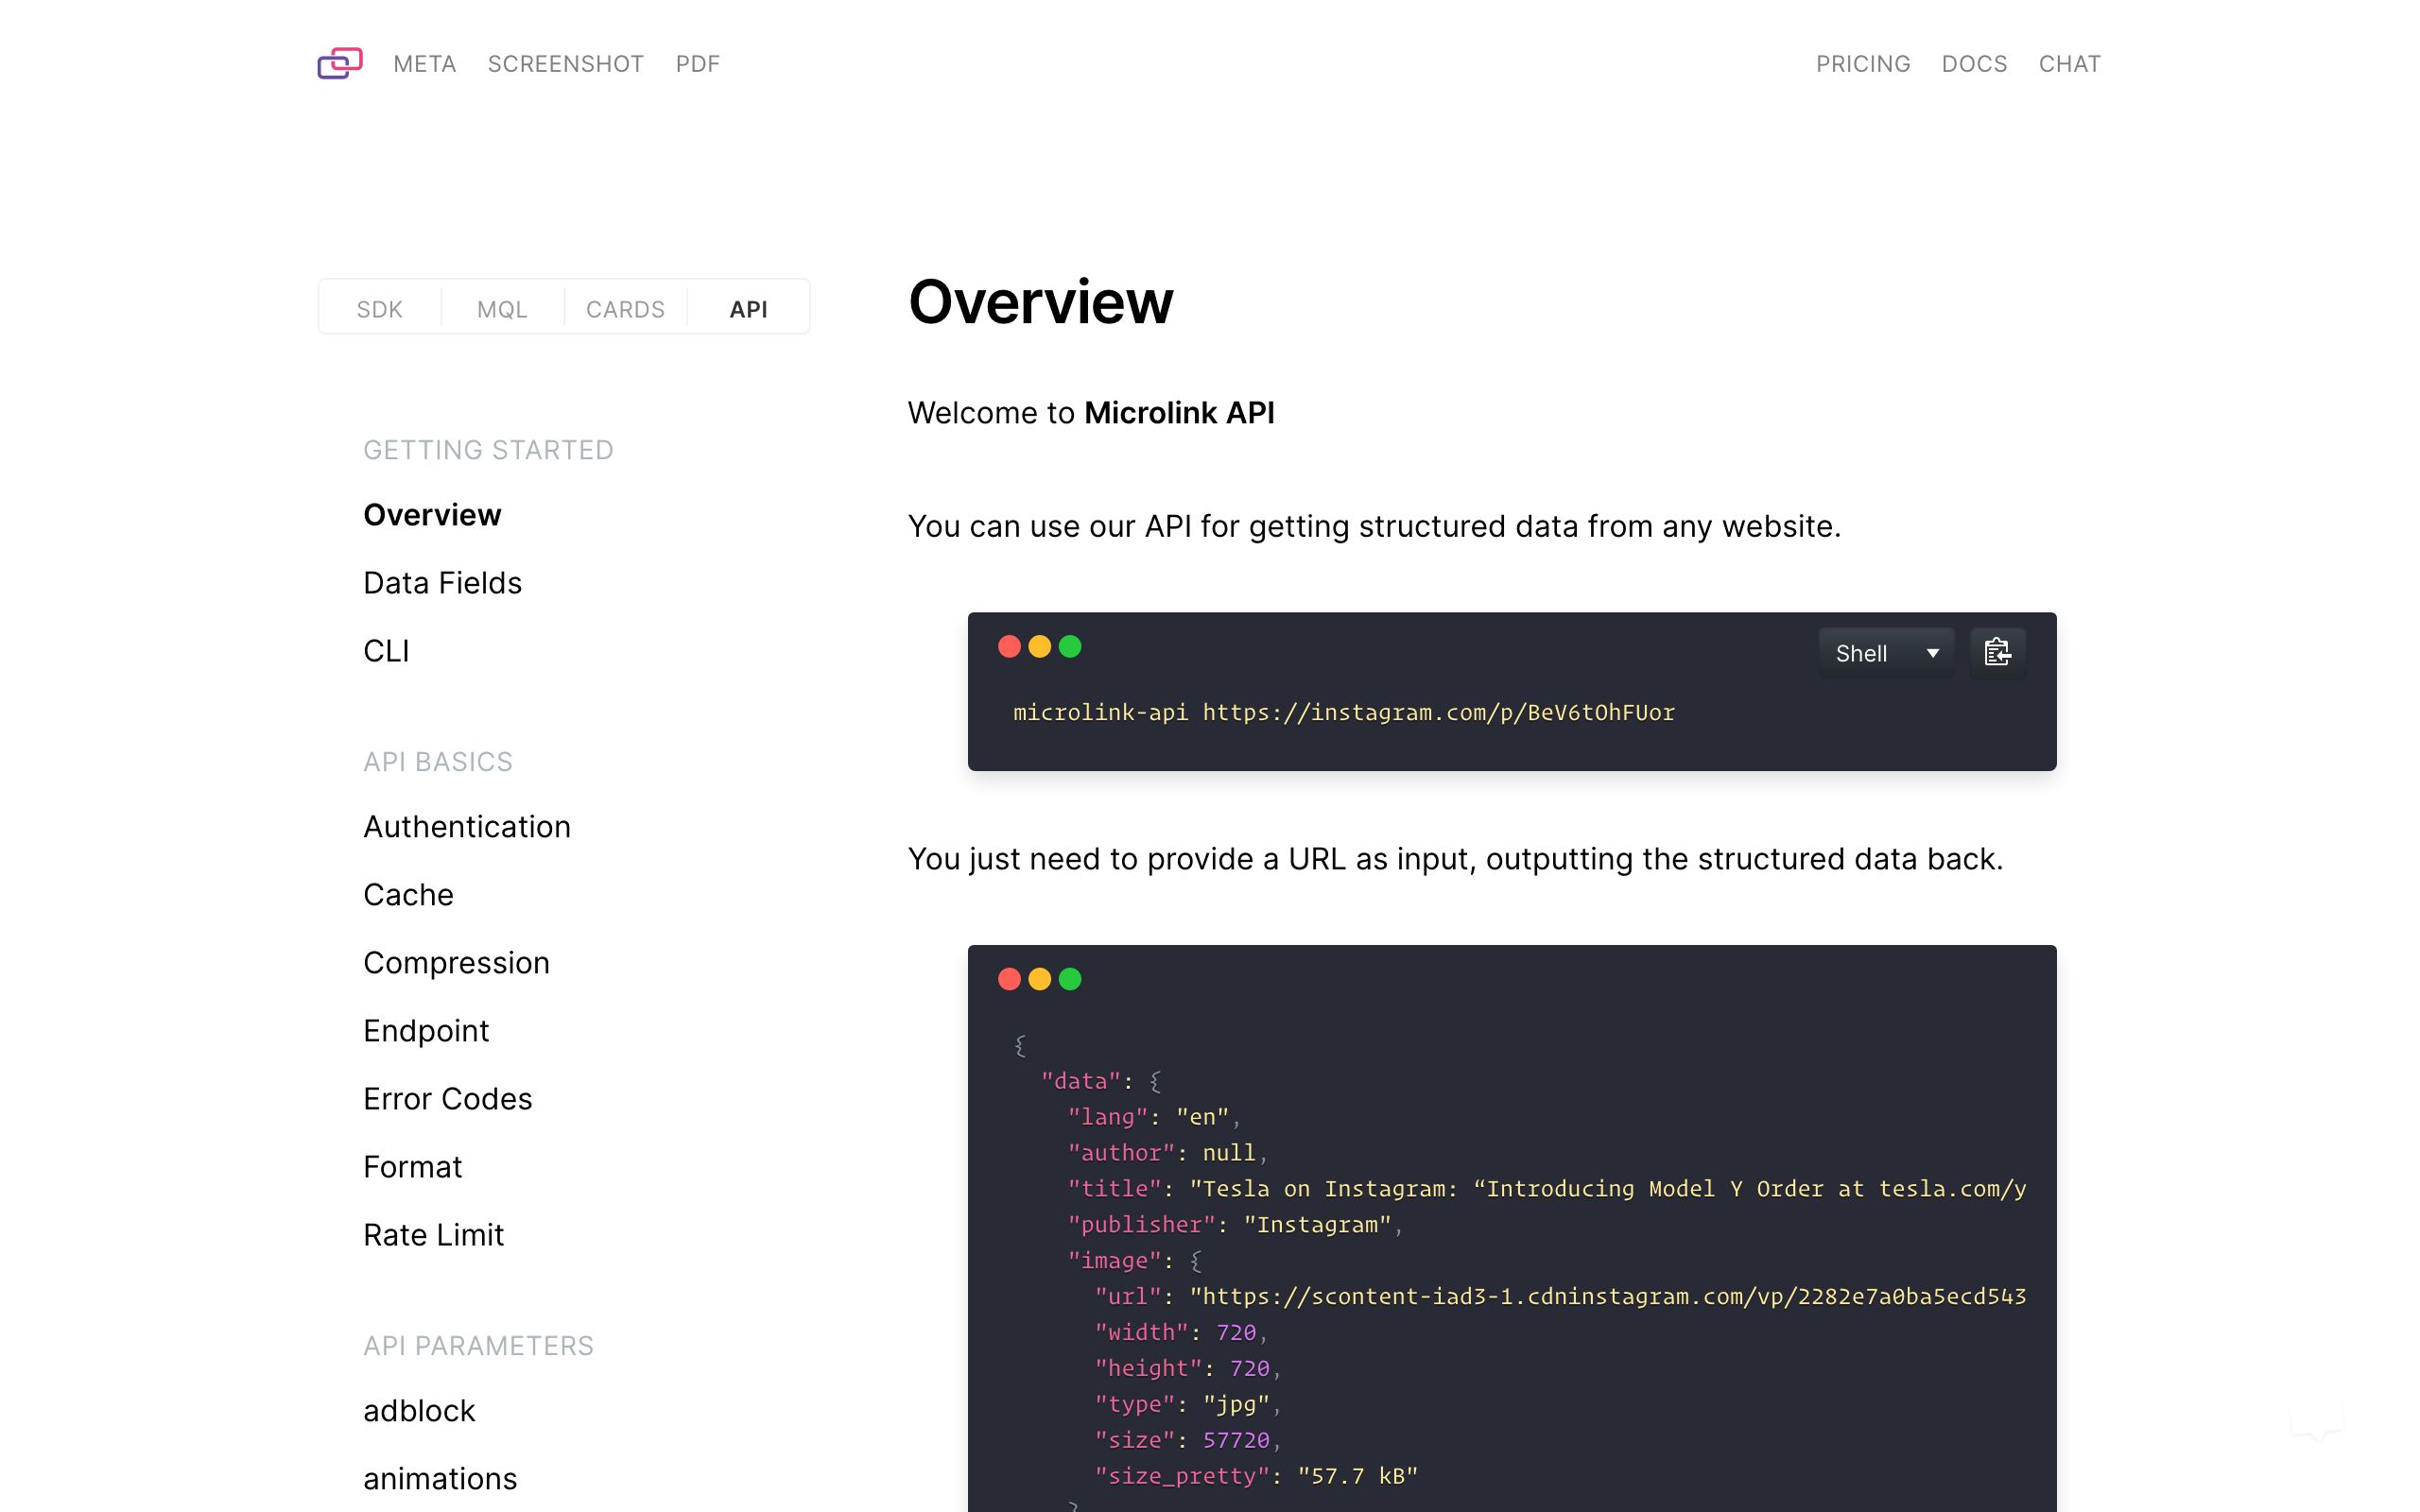 META SCREENSHOT PDF PRICING DOCS CHAT
SDK MQL CARDS API
GETTING STARTED
Overview
Data Fields
CLI
API BASICS
Authentication
Cache
Compression
Endpoint
Error Codes
Format
Rate Limit
API PARAMETERS
adblock
animations
Overview
Welcome to Microlink API
You can use our API for getting structured data from any website.
Shell
microlink-api https://instagram.com/p/BeV6tOhFUor
You just need to provide a URL as input, outputting the structured data back.
{
"data": {
"lang": "en",
"author": null,
"title": "Tesla on Instagram: “Introducing Model Y Order at tesla.com/y
"publisher": "Instagram",
"image": {
"url": "https://scontent-iad3-1.cdninstagram.com/vp/2282e7a0ba5ecd543
"width": 720,
"height": 720,
"type": "jpg",
"size": 57720,
"size_pretty": "57.7 kB"
}